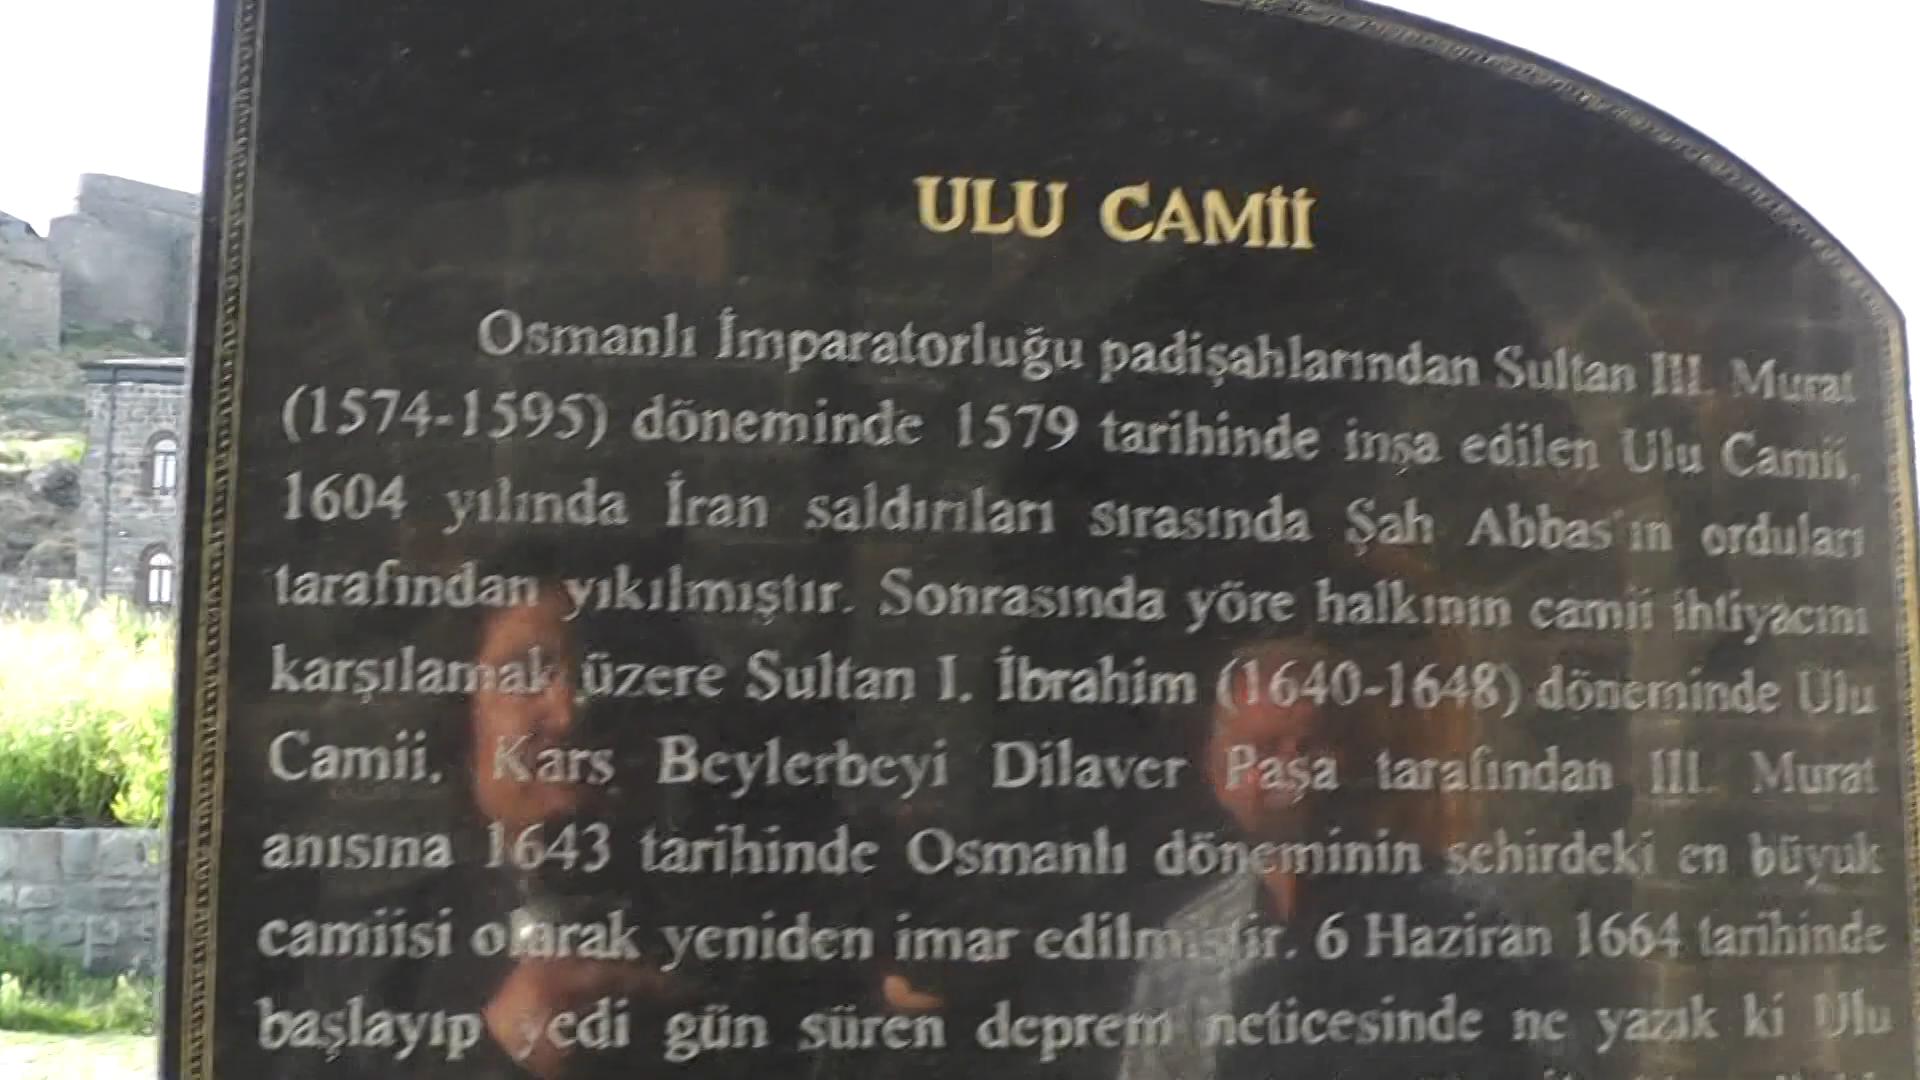 ULU CAMİİ
Osmanlı İmparatorluğu padişahlarından Sultan III. Murat
(1574-1595) döneminde 1579 tarihinde inşa edilen Ulu Camii,
1604 yılında İran saldırıları sırasında Şah Abbas'ın orduları
tarafından yıkılmıştır. Sonrasında yöre halkının camii ihtiyacını
karşılamak üzere Sultan I. İbrahim (1640-1648) döneminde Ulu
Camii, Kars Beylerbeyi Dilaver Paşa tarafından III. Murat
anısına 1643 tarihinde Osmanlı döneminin şehirdeki en büyük
camiisi olarak yeniden imar edilmiştir. 6 Haziran 1664 tarihinde
başlayıp yedi gün süren deprem neticesinde ne yazık ki Ulu